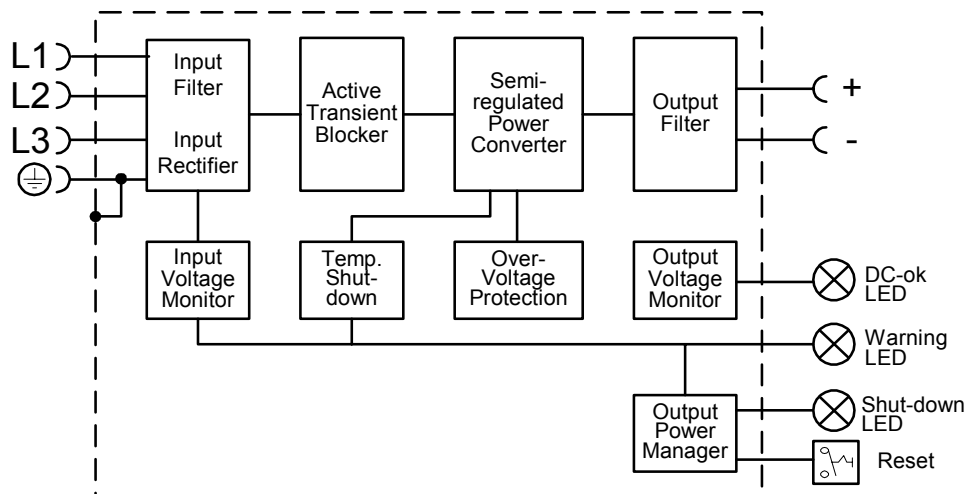 L1
L2
L3
Input
Filter
Input
Rectifier
Active
Transient
Blocker
Semi-
regulated
Power
Converter
Output
Filter
+
-
Input
Voltage
Monitor
Temp.
Shut-
down
Over-
Voltage
Protection
Output
Voltage
Monitor
DC-ok
LED
Warning
LED
Output
Power
Manager
Shut-down
LED
Reset